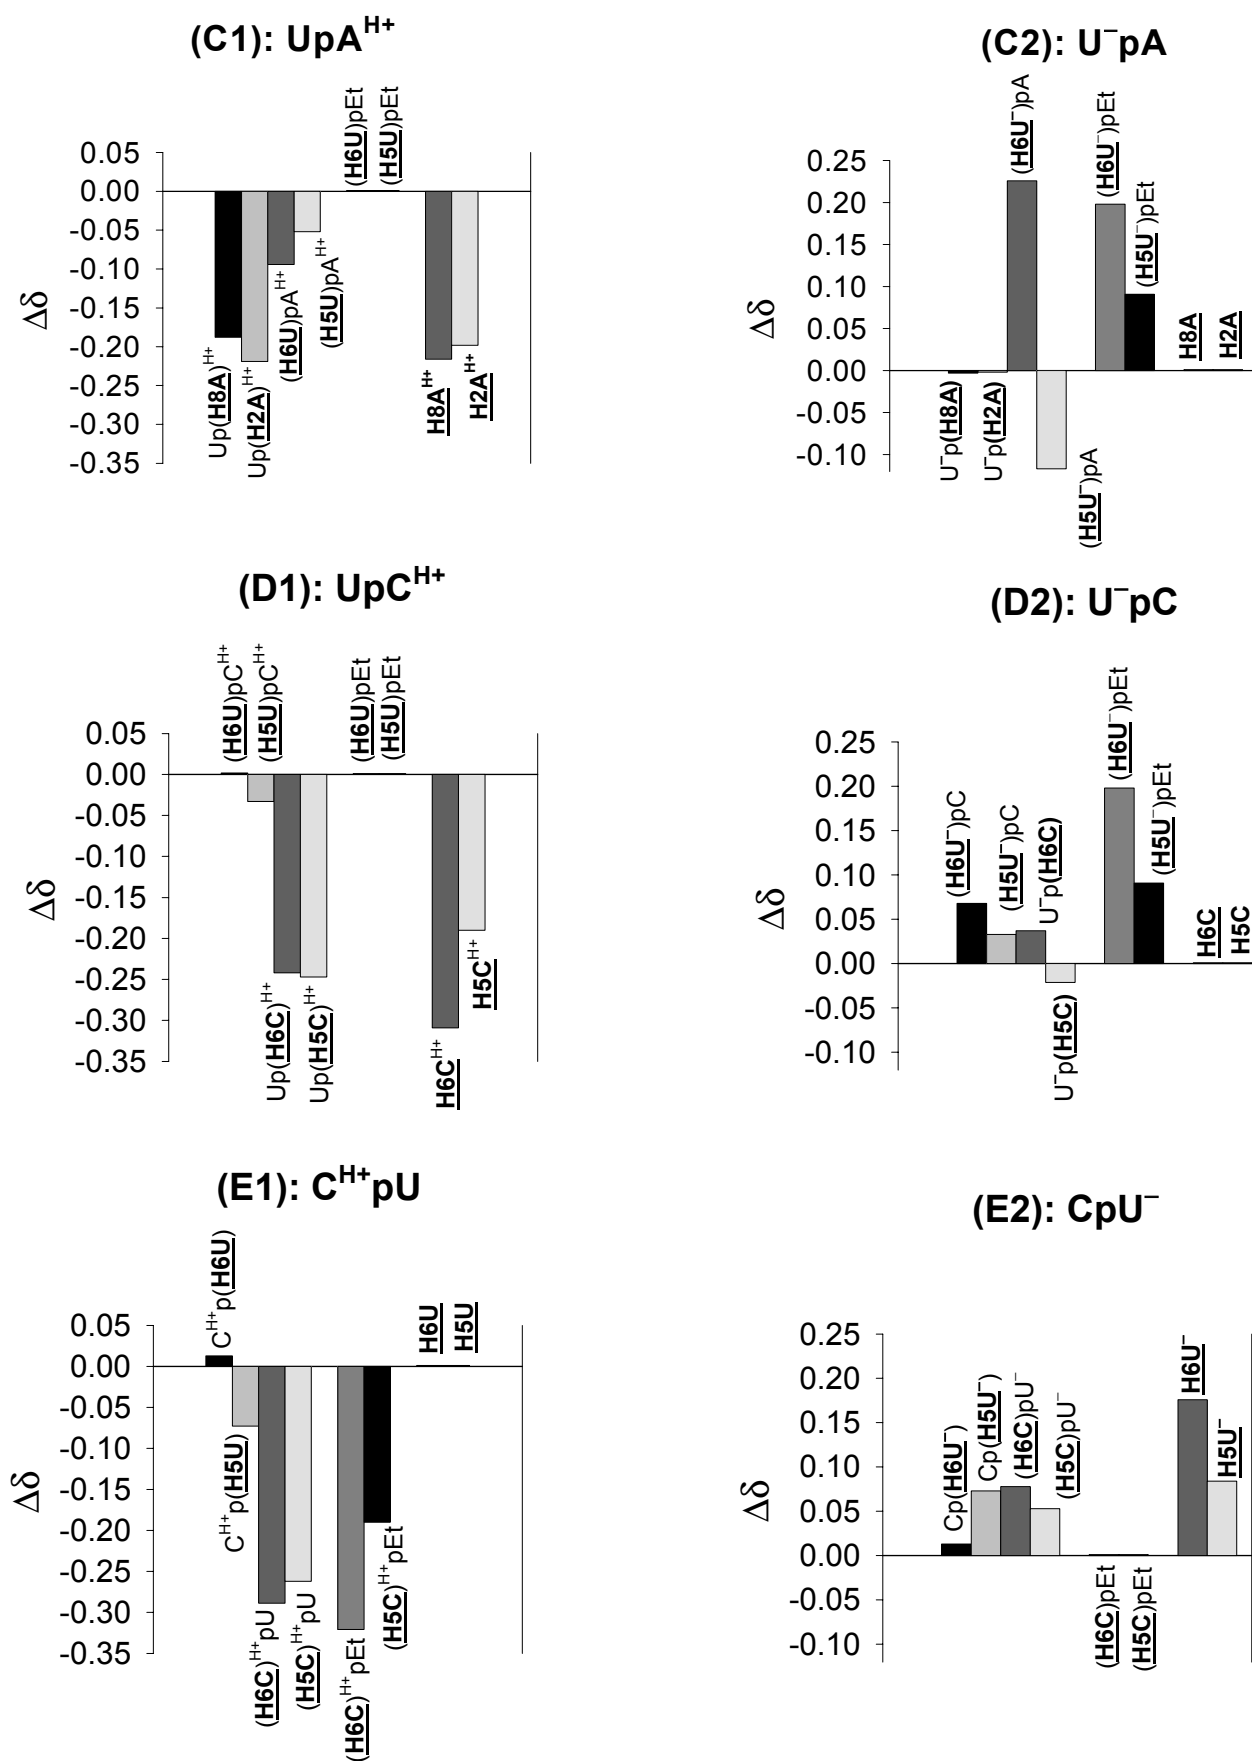 (C1): UpA^H+
0.05
0.00
-0.05
-0.10
-0.15
-0.20
-0.25
-0.30
-0.35
Δδ
Up(H8A)^H+
Up(H2A)^H+
(H6U)pA^H+
(H5U)pA^H+
(H6U)pEt
(H5U)pEt
H8A^H+
H2A^H+
(C2): U⁻pA
0.25
0.20
0.15
0.10
0.05
0.00
-0.05
-0.10
Δδ
U⁻p(H8A)
U⁻p(H2A)
(H6U⁻)pA
(H5U⁻)pA
(H6U⁻)pEt
(H5U⁻)pEt
H8A
H2A
(D1): UpC^H+
0.05
0.00
-0.05
-0.10
-0.15
-0.20
-0.25
-0.30
-0.35
Δδ
(H6U)pC^H+
(H5U)pC^H+
Up(H6C)^H+
Up(H5C)^H+
(H6U)pEt
(H5U)pEt
H6C^H+
H5C^H+
(D2): U⁻pC
0.25
0.20
0.15
0.10
0.05
0.00
-0.05
-0.10
Δδ
(H6U⁻)pC
(H5U⁻)pC
U⁻p(H6C)
U⁻p(H5C)
(H6U⁻)pEt
(H5U⁻)pEt
H6C
H5C
(E1): C^H+pU
0.05
0.00
-0.05
-0.10
-0.15
-0.20
-0.25
-0.30
-0.35
Δδ
C^H+p(H6U)
C^H+p(H5U)
(H6C)^H+pU
(H5C)^H+pU
(H6C)^H+pEt
(H5C)^H+pEt
H6U
H5U
(E2): CpU⁻
0.25
0.20
0.15
0.10
0.05
0.00
-0.05
-0.10
Δδ
Cp(H6U⁻)
Cp(H5U⁻)
(H6C)pU⁻
(H5C)pU⁻
(H6C)pEt
(H5C)pEt
H6U⁻
H5U⁻